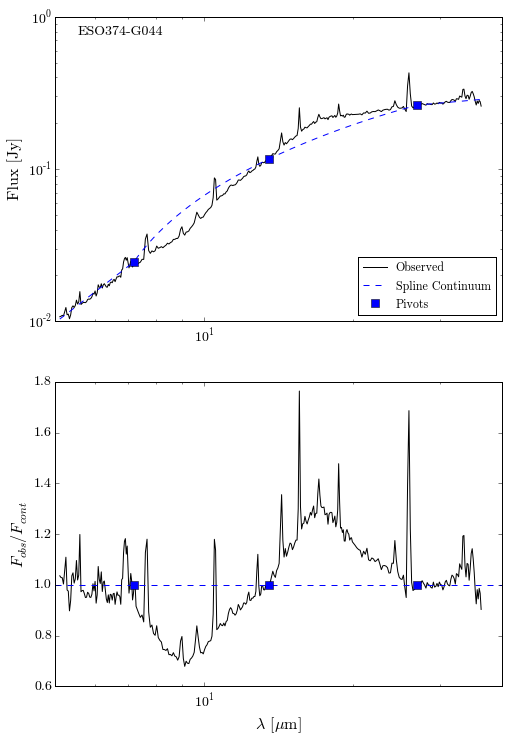 ESO374-G044
10^0
10^-1
10^-2
Flux [Jy]
Observed
Spline Continuum
Pivots
10^1
1.8
1.6
1.4
1.2
1.0
0.8
0.6
F_obs/F_cont
10^1
λ [μm]